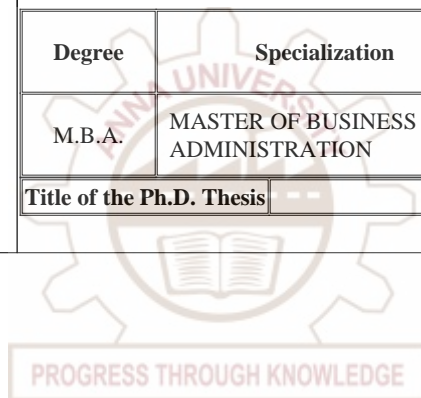 Degree Specialization
M.B.A. MASTER OF BUSINESS
ADMINISTRATION
Title of the Ph.D. Thesis
ANNA UNIVERSITY
PROGRESS THROUGH KNOWLEDGE